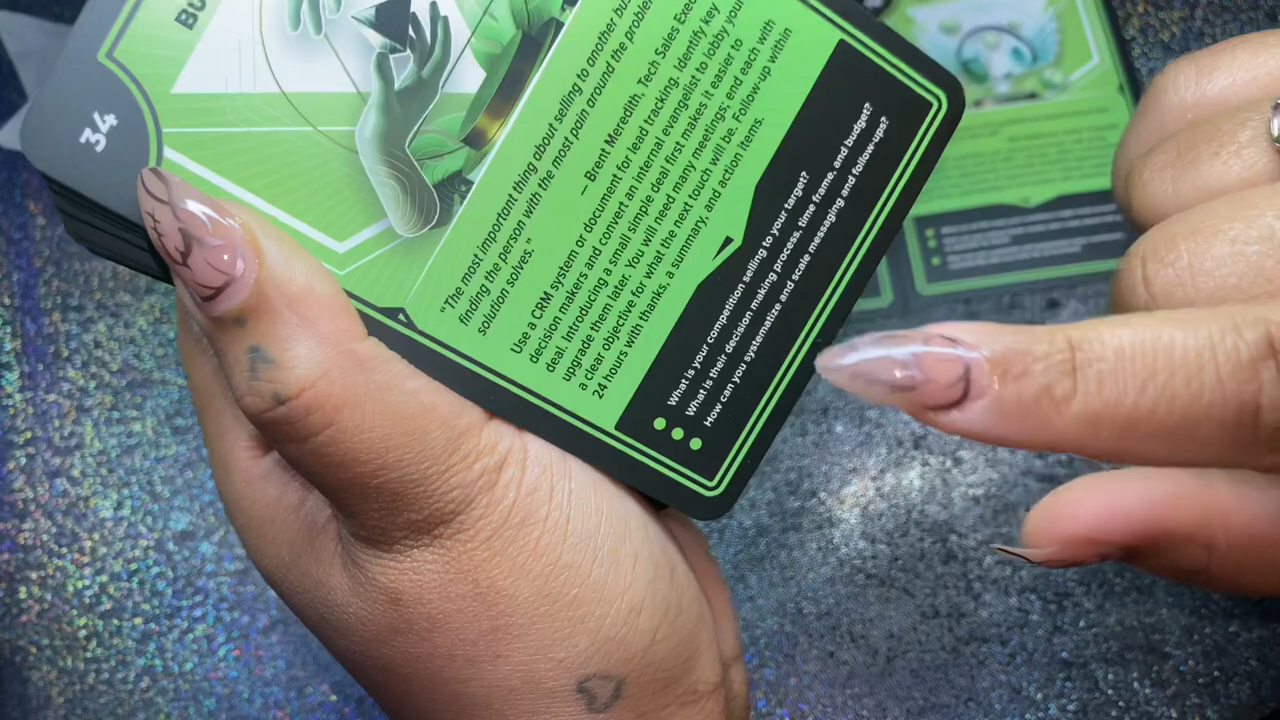 34
"The most important thing about selling to another
finding the person with the most pain around the
solution solves."
— Brent Meredith, Tech Sales
Use a CRM system or document for lead tracking. Identify key
decision makers and convert an internal evangelist to lobby your
deal. Introducing a small simple deal first makes it easier to
upgrade them later. You will need many meetings; end each with
a clear objective for what the next touch will be. Follow-up within
24 hours with thanks, a summary, and action items.
What is your competition selling to your target?
What is their decision making process, time frame, and budget?
How can you systematize and scale messaging and follow-ups?